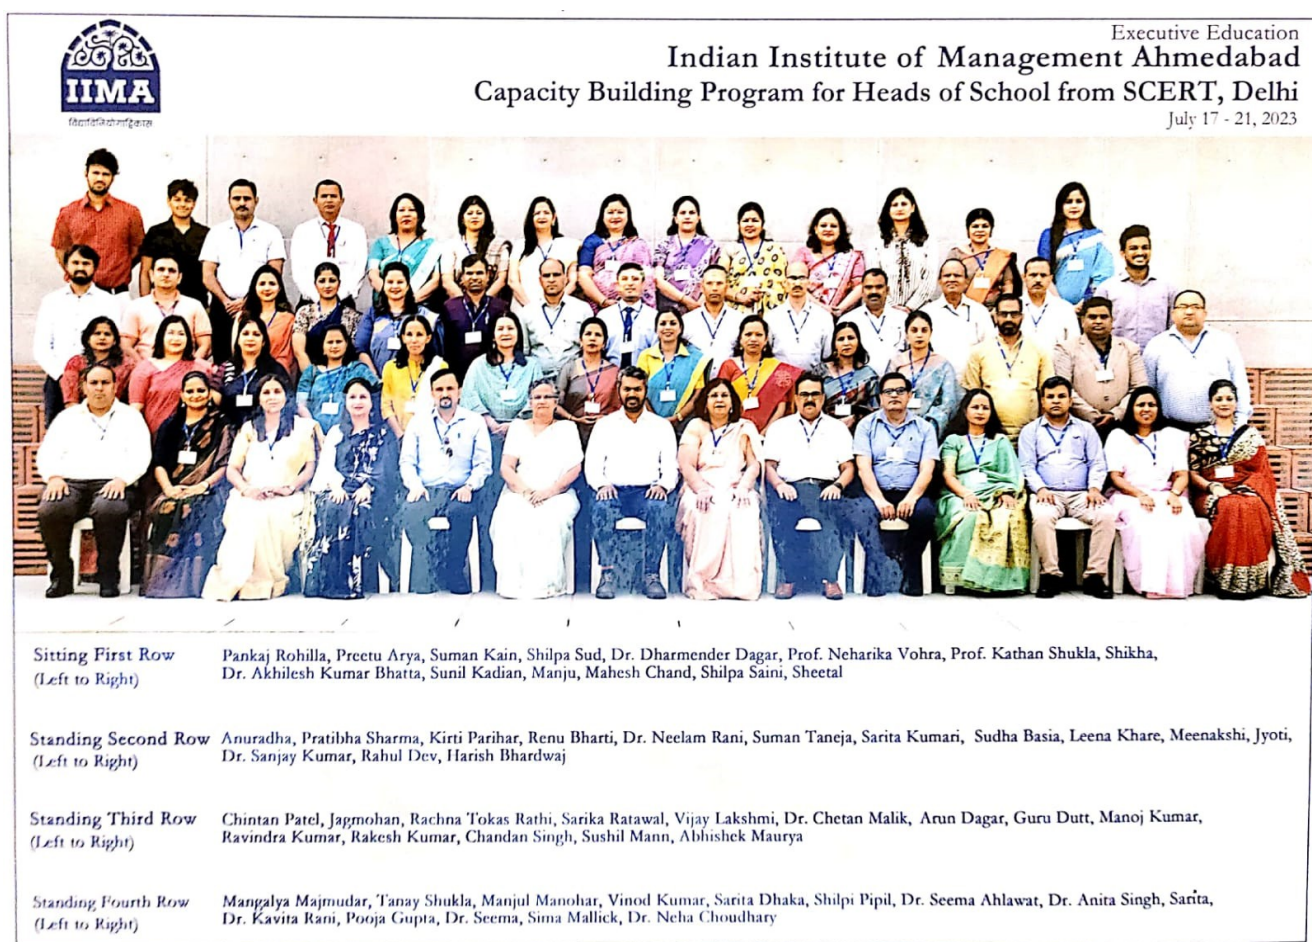 Executive Education
Indian Institute of Management Ahmedabad
Capacity Building Program for Heads of School from SCERT, Delhi
July 17 - 21, 2023
IIMA
Sitting First Row
(Left to Right)
Pankaj Rohilla, Preetu Arya, Suman Kain, Shilpa Sud, Dr. Dharmender Dagar, Prof. Neharika Vohra, Prof. Kathan Shukla, Shikha,
Dr. Akhilesh Kumar Bhatta, Sunil Kadian, Manju, Mahesh Chand, Shilpa Saini, Sheetal
Standing Second Row
(Left to Right)
Anuradha, Pratibha Sharma, Kirti Parihar, Renu Bharti, Dr. Neelam Rani, Suman Taneja, Sarita Kumari, Sudha Basia, Leena Khare, Meenakshi, Jyoti,
Dr. Sanjay Kumar, Rahul Dev, Harish Bhardwaj
Standing Third Row
(Left to Right)
Chintan Patel, Jagmohan, Rachna Tokas Rathi, Sarika Ratawal, Vijay Lakshmi, Dr. Chetan Malik, Arun Dagar, Guru Dutt, Manoj Kumar,
Ravindra Kumar, Rakesh Kumar, Chandan Singh, Sushil Mann, Abhishek Maurya
Standing Fourth Row
(Left to Right)
Mangalya Majmudar, Tanay Shukla, Manjul Manohar, Vinod Kumar, Sarita Dhaka, Shilpi Pipil, Dr. Seema Ahlawat, Dr. Anita Singh, Sarita,
Dr. Kavita Rani, Pooja Gupta, Dr. Seema, Sima Mallick, Dr. Neha Choudhary